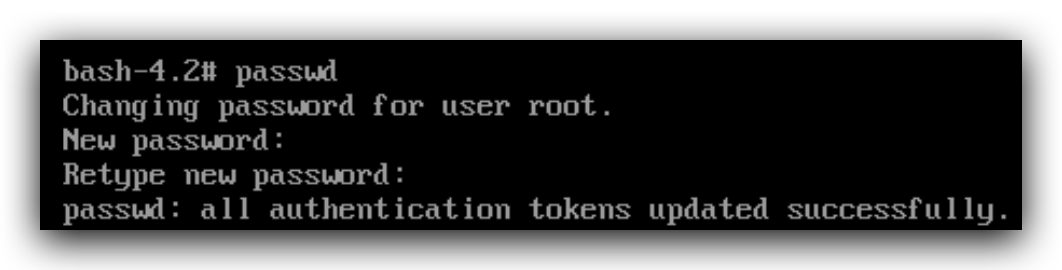 bash-4.2# passwd
Changing password for user root.
New password:
Retype new password:
passwd: all authentication tokens updated successfully.